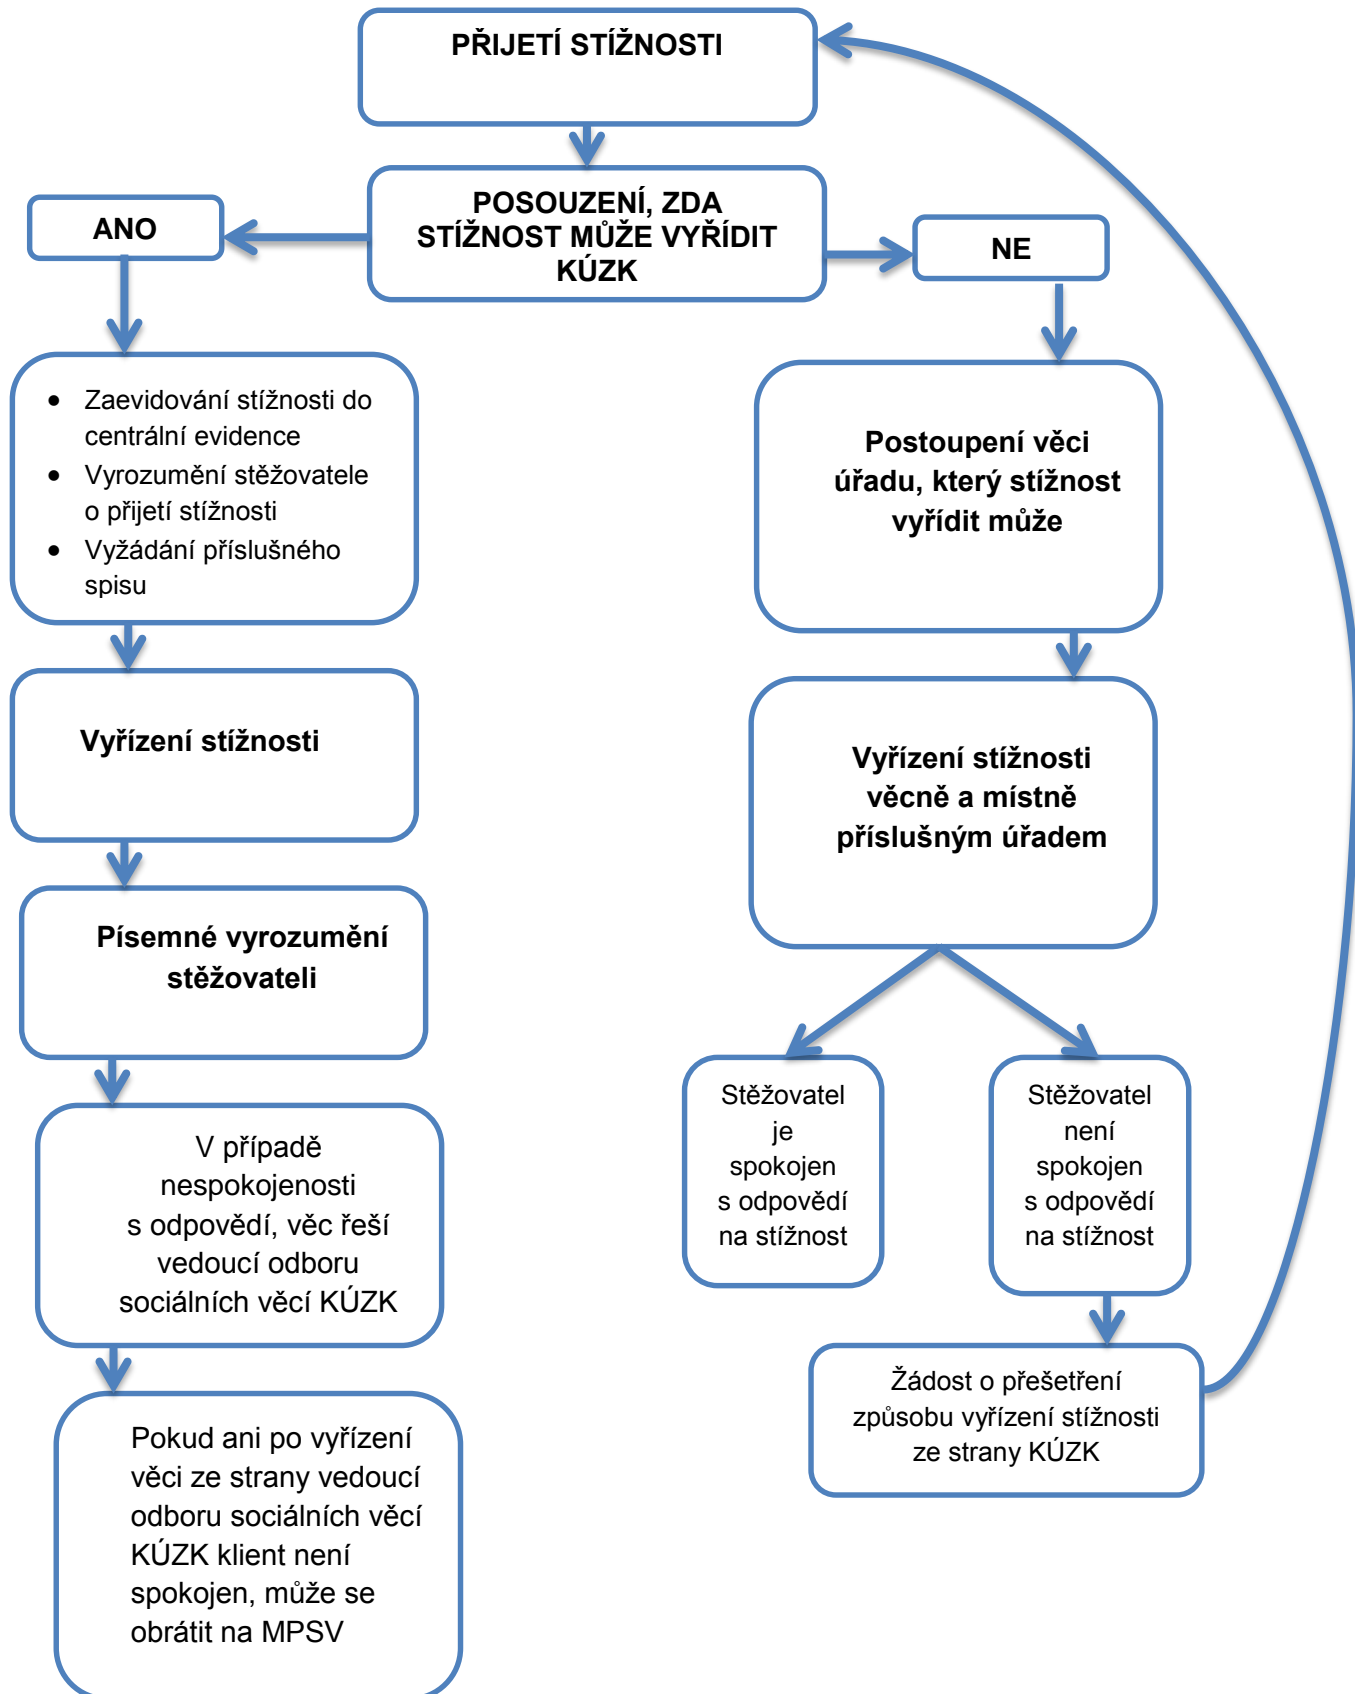 PŘIJETÍ STÍŽNOSTI
POSOUZENÍ, ZDA
STÍŽNOST MŮŽE VYŘÍDIT
KÚZK
ANO
NE
• Zaevidování stížnosti do
centrální evidence
• Vyrozumění stěžovatele
o přijetí stížnosti
• Vyžádání příslušného
spisu
Postoupení věci
úřadu, který stížnost
vyřídit může
Vyřízení stížnosti
Vyřízení stížnosti
věcně a místně
příslušným úřadem
Písemné vyrozumění
stěžovateli
Stěžovatel
je
spokojen
s odpovědí
na stížnost
Stěžovatel
není
spokojen
s odpovědí
na stížnost
V případě
nespokojenosti
s odpovědí, věc řeší
vedoucí odboru
sociálních věcí KÚZK
Žádost o přešetření
způsobu vyřízení stížnosti
ze strany KÚZK
Pokud ani po vyřízení
věci ze strany vedoucí
odboru sociálních věcí
KÚZK klient není
spokojen, může se
obrátit na MPSV